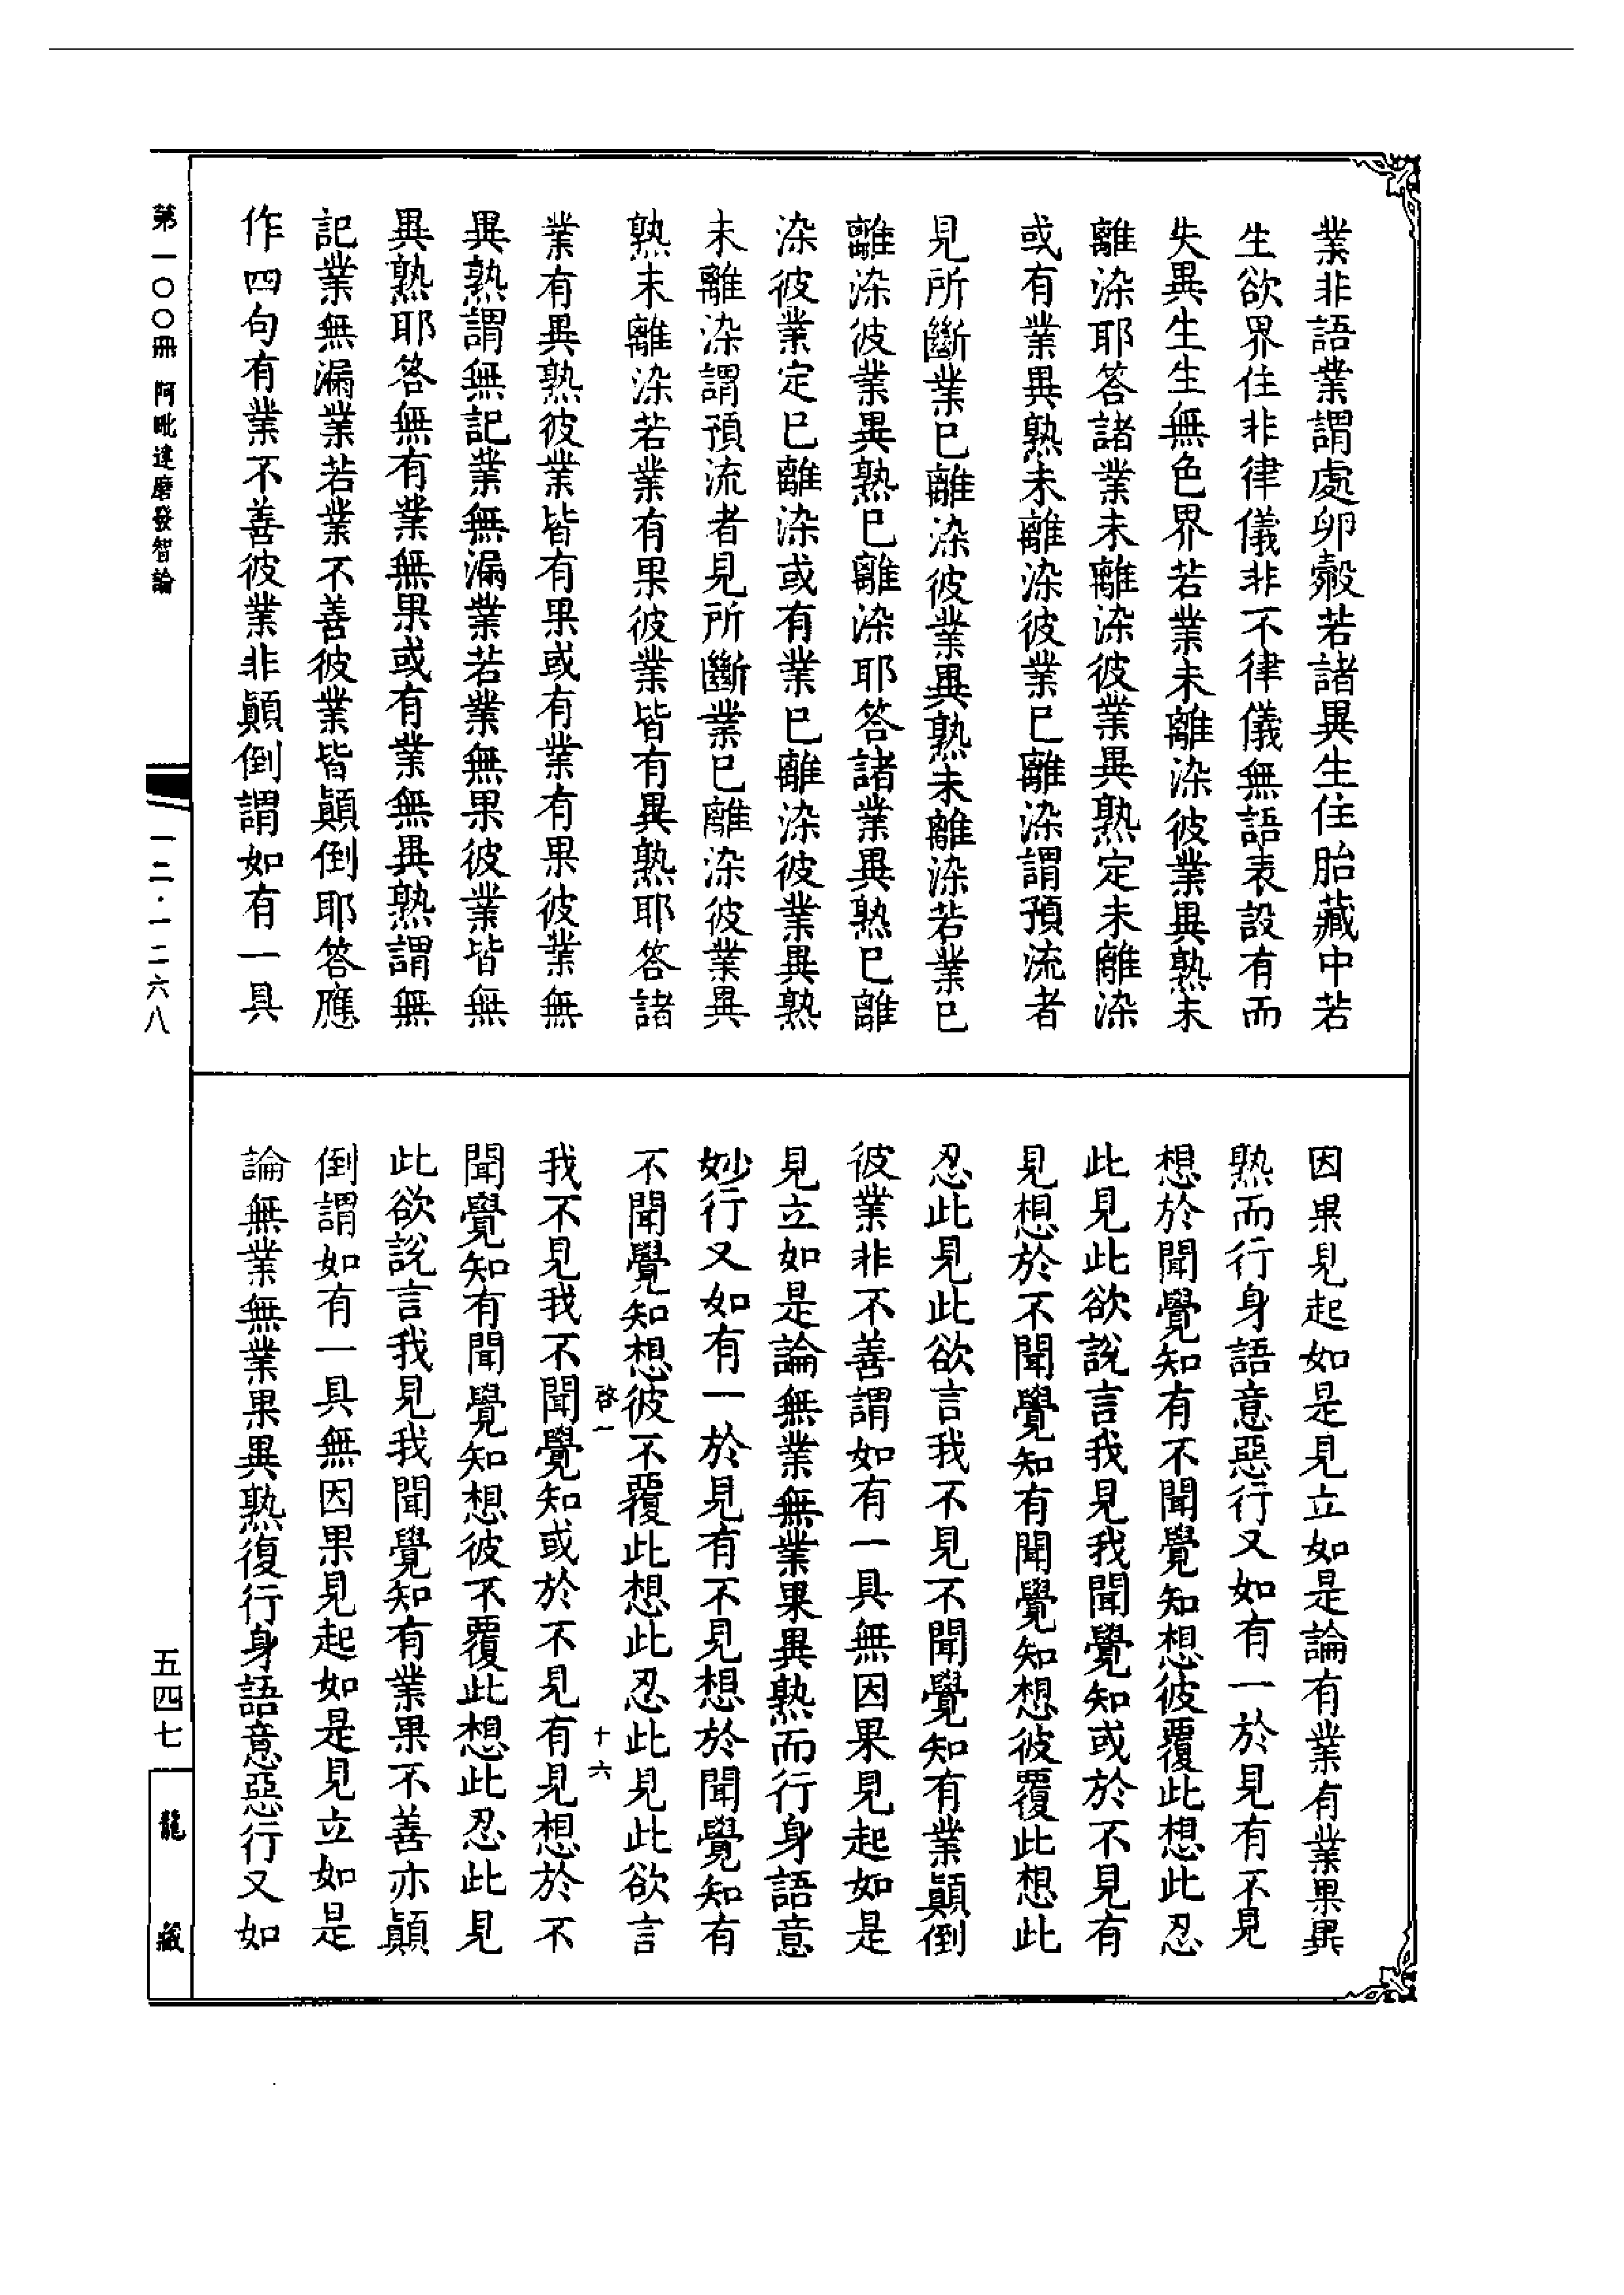 業非語業謂處卵㲉若諸異生住胎藏中若
生欲界住非律儀非不律儀無語表設有而
失異生生無色界若業未離染彼業異熟未
離染耶答諸業未離染彼業異熟定未離染
或有業異熟未離染彼業已離染謂預流者
見所斷業已離染彼業異熟未離染若業已
離染彼業異熟已離染耶答諸業異熟已離
染彼業定已離染或有業已離染彼業異熟
未離染謂預流者見所斷業已離染彼業異
熟未離染若業有果彼業皆有異熟耶答諸
業有異熟彼業皆有果或有業有果彼業無
異熟謂無記業無漏業若業無果彼業皆無
異熟耶答無有業無果或有業無異熟謂無
記業無漏業若業不善彼業皆顛倒耶答應
作四句有業不善彼業非顛倒謂如有一具
因果見起如是見立如是論有業有業果異
熟而行身語意惡行又如有一於見有不見
想於聞覺知有不聞覺知想彼覆此想此忍
此見此欲說言我見我聞覺知或於不見有
見想於不聞覺知有聞覺知想彼覆此想此
忍此見此欲言我不見不聞覺知有業顛倒
彼業非不善謂如有一具無因果見起如是
見立如是論無業無業果異熟而行身語意
妙行又如有一於見有不見想於聞覺知有
不聞覺知想彼不覆此想此忍此見此欲言
啓一 十六
我不見我不聞覺知或於不見有見想於不
聞覺知有聞覺知想彼不覆此想此忍此見
此欲說言我見我聞覺知有業果不善亦顛
倒謂如有一具無因果見起如是見立如是
論無業無業果異熟復行身語意惡行又如
第一〇〇冊 阿毗達磨發智論
一二·一二六八
五四七
龍藏